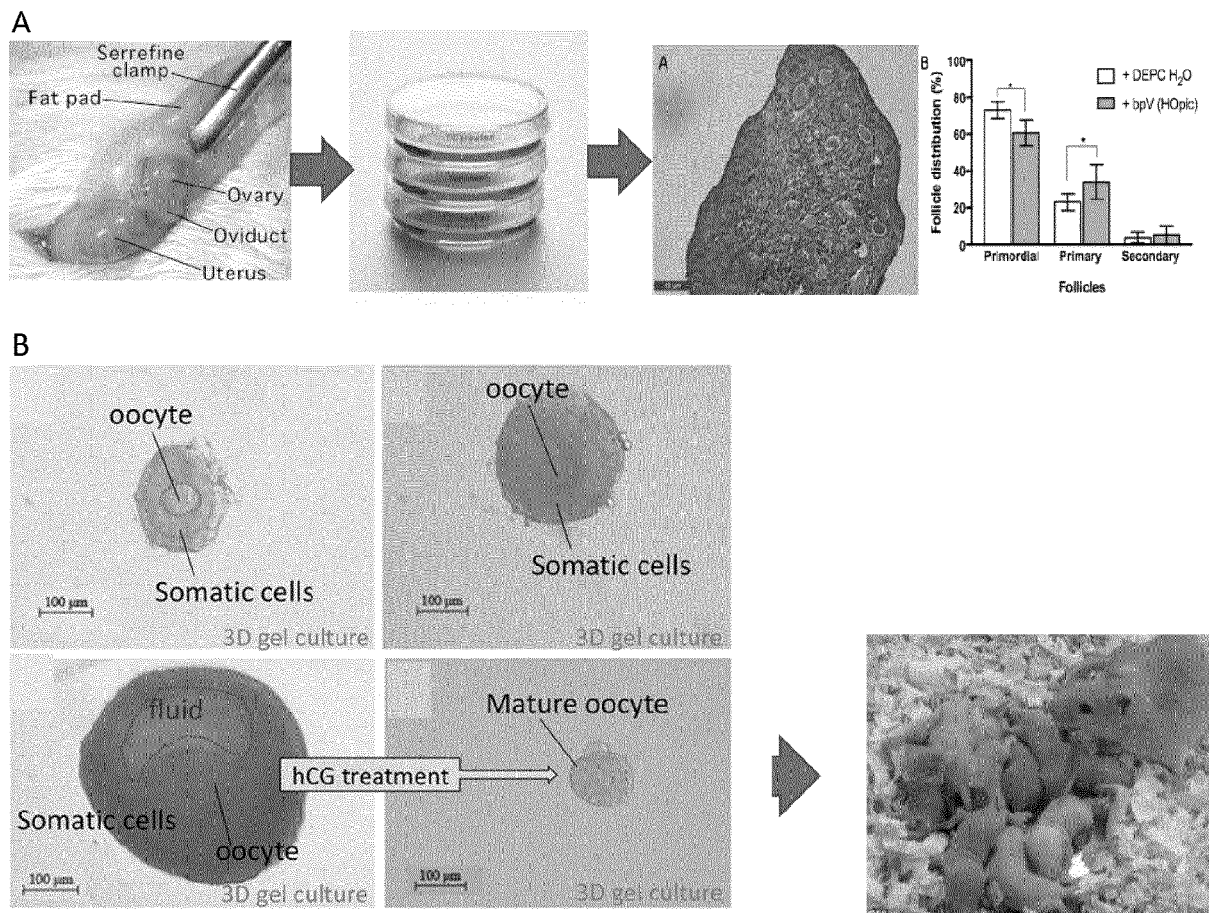 A
Serrefine
clamp
Fat pad
Ovary
Oviduct
Uterus
A
B
Follicle distribution (%)
100
80
60
40
20
0
+ DEPC H₂O
+ bpV (HOpic)
*
*
Primordial
Primary
Secondary
Follicles
B
oocyte
Somatic cells
100 µm
3D gel culture
oocyte
Somatic cells
100 µm
3D gel culture
fluid
Somatic cells
oocyte
100 µm
3D gel culture
hCG treatment
Mature oocyte
100 µm
3D gel culture